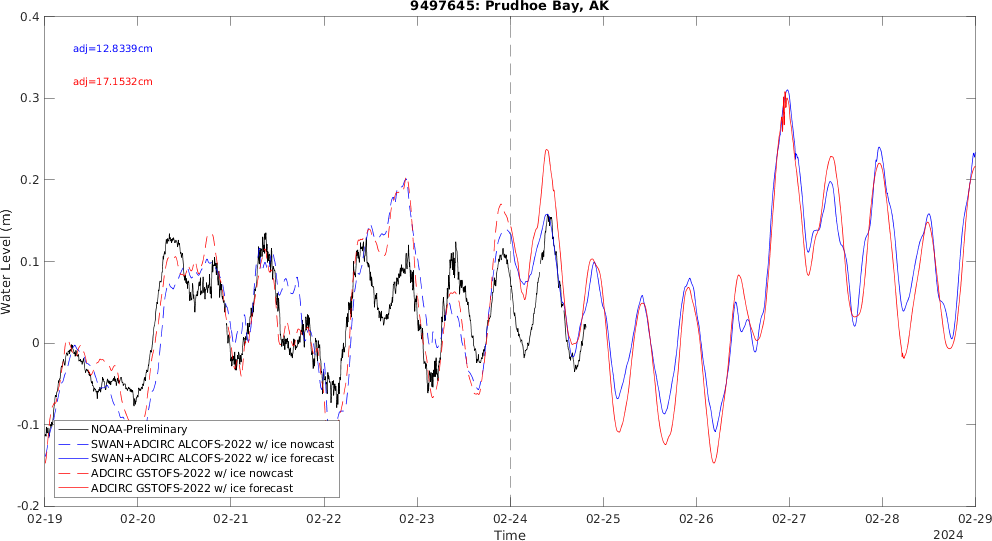 9497645: Prudhoe Bay, AK
adj=12.8339cm
adj=17.1532cm
Water Level (m)
0.4
0.3
0.2
0.1
0
-0.1
-0.2
NOAA-Preliminary
SWAN+ADCIRC ALCOFS-2022 w/ ice nowcast
SWAN+ADCIRC ALCOFS-2022 w/ ice forecast
ADCIRC GSTOFS-2022 w/ ice nowcast
ADCIRC GSTOFS-2022 w/ ice forecast
02-19 02-20 02-21 02-22 02-23 02-24 02-25 02-26 02-27 02-28 02-29
Time
2024